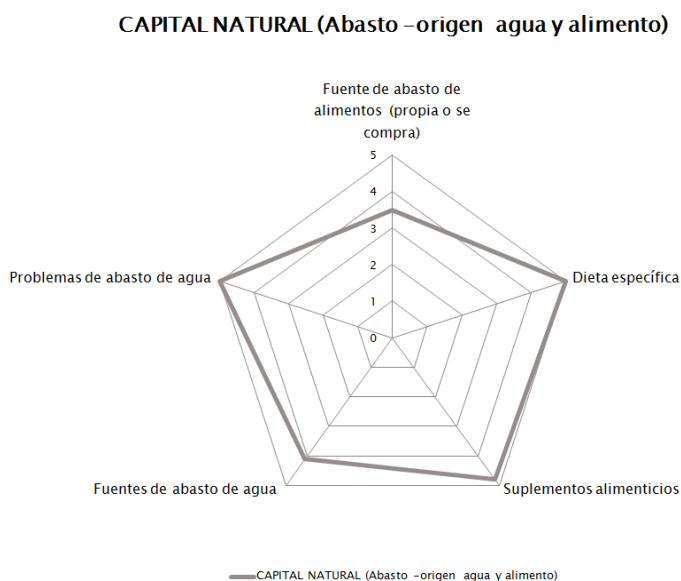 CAPITAL NATURAL (Abasto -origen agua y alimento)
Fuente de abasto de
alimentos (propia o se
compra)
5
4
3
2
1
0
Problemas de abasto de agua
Dieta específica
Fuentes de abasto de agua
Suplementos alimenticios
CAPITAL NATURAL (Abasto -origen agua y alimento)